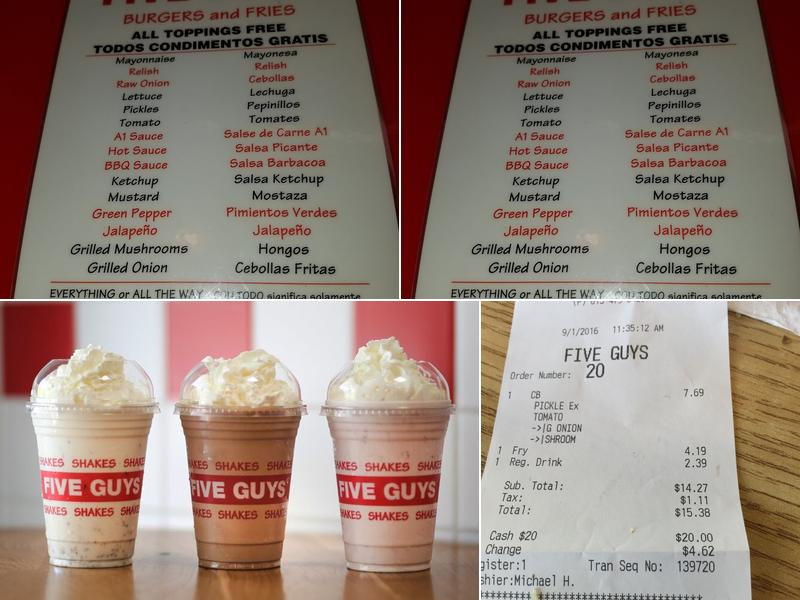 BURGERS and FRIES
ALL TOPPINGS FREE
TODOS CONDIMENTOS GRATIS
Mayonnaise Mayonesa
Relish Relish
Raw Onion Cebollas
Lettuce Lechuga
Pickles Pepinillos
Tomato Tomates
A1 Sauce Salse de Carne A1
Hot Sauce Salsa Picante
BBQ Sauce Salsa Barbacoa
Ketchup Salsa Ketchup
Mustard Mostaza
Green Pepper Pimientos Verdes
Jalapeño Jalapeño
Grilled Mushrooms Hongos
Grilled Onion Cebollas Fritas
EVERYTHING or ALL THE WAY CON TODO significa solamente
BURGERS and FRIES
ALL TOPPINGS FREE
TODOS CONDIMENTOS GRATIS
Mayonnaise Mayonesa
Relish Relish
Raw Onion Cebollas
Lettuce Lechuga
Pickles Pepinillos
Tomato Tomates
A1 Sauce Salse de Carne A1
Hot Sauce Salsa Picante
BBQ Sauce Salsa Barbacoa
Ketchup Salsa Ketchup
Mustard Mostaza
Green Pepper Pimientos Verdes
Jalapeño Jalapeño
Grilled Mushrooms Hongos
Grilled Onion Cebollas Fritas
EVERYTHING or ALL THE WAY CON TODO significa solamente
SHAKES SHAKES SHAKES
FIVE GUYS
SHAKES SHAKES SHAKES
SHAKES SHAKES SHAKES
FIVE GUYS
SHAKES SHAKES SHAKES
SHAKES SHAKES SHAKES
FIVE GUYS
SHAKES SHAKES SHAKES
9/1/2016 11:35:12 AM
FIVE GUYS
Order Number: 20
1 CB 7.69
PICKLE Ex
TOMATO
->|G ONION
->|SHROOM
1 Fry 4.19
1 Reg. Drink 2.39
Sub. Total: $14.27
Tax: $1.11
Total: $15.38
Cash $20 $20.00
Change $4.62
gister:1 Tran Seq No: 139720
shier:Michael H.